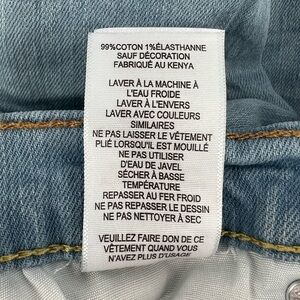 99%COTON 1%ÉLASTHANNE
SAUF DÉCORATION
FABRIQUÉ AU KENYA
LAVER À LA MACHINE À
L'EAU FROIDE
LAVER À L'ENVERS
LAVER AVEC COULEURS
SIMILAIRES
NE PAS LAISSER LE VÊTEMENT
PLIÉ LORSQU'IL EST MOUILLÉ
NE PAS UTILISER
D'EAU DE JAVEL
SÉCHER À BASSE
TEMPÉRATURE
REPASSER AU FER FROID
NE PAS REPASSER LE DESSIN
NE PAS NETTOYER À SEC
VEUILLEZ FAIRE DON DE CE
VÊTEMENT QUAND VOUS
N'AVEZ PLUS D'USAGE